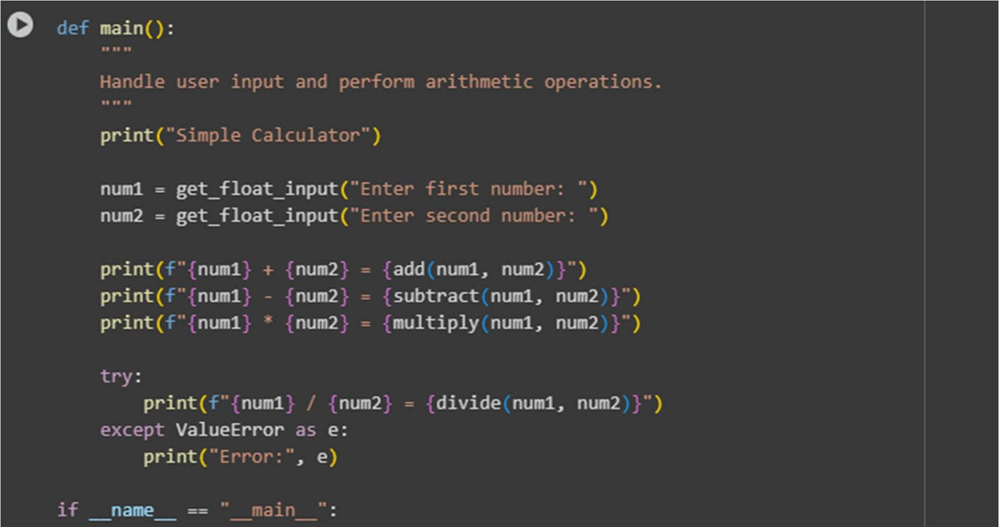 def main():
    """
    Handle user input and perform arithmetic operations.
    """
    print("Simple Calculator")

    num1 = get_float_input("Enter first number: ")
    num2 = get_float_input("Enter second number: ")

    print(f"{num1} + {num2} = {add(num1, num2)}")
    print(f"{num1} - {num2} = {subtract(num1, num2)}")
    print(f"{num1} * {num2} = {multiply(num1, num2)}")

    try:
        print(f"{num1} / {num2} = {divide(num1, num2)}")
    except ValueError as e:
        print("Error:", e)

if __name__ == "__main__":